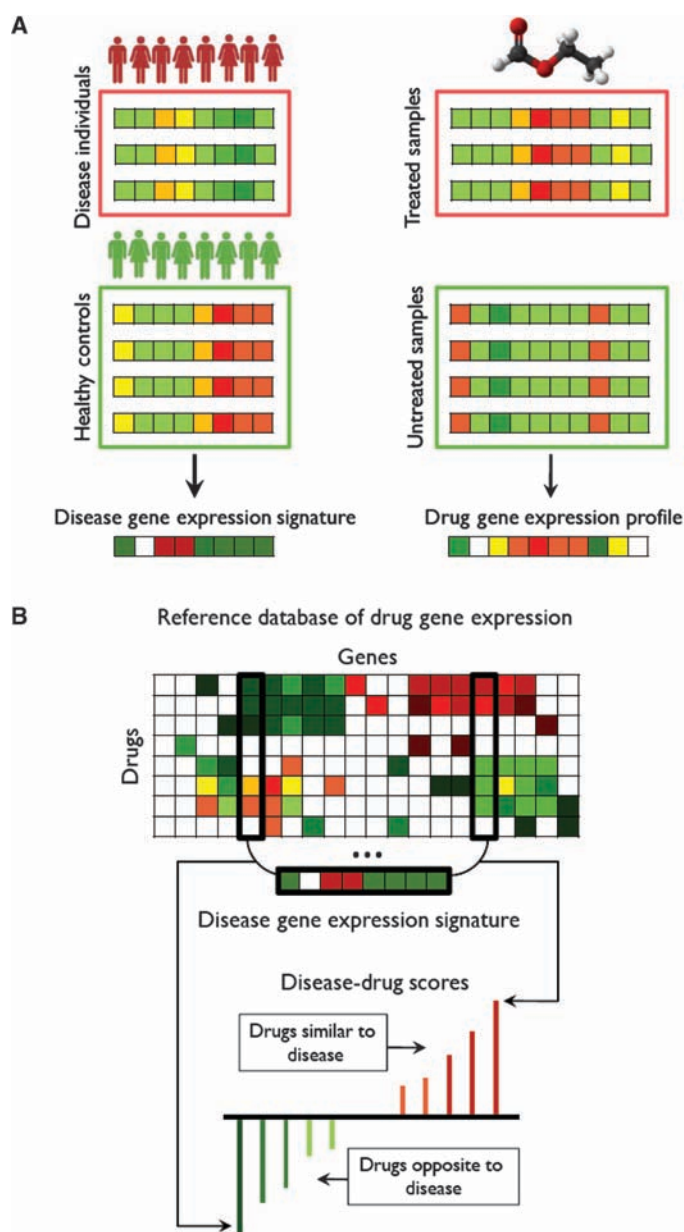 A
Disease individuals
Treated samples
Healthy controls
Untreated samples
Disease gene expression signature
Drug gene expression profile
B
Reference database of drug gene expression
Genes
Drugs
...
Disease gene expression signature
Disease-drug scores
Drugs similar to
disease
Drugs opposite to
disease